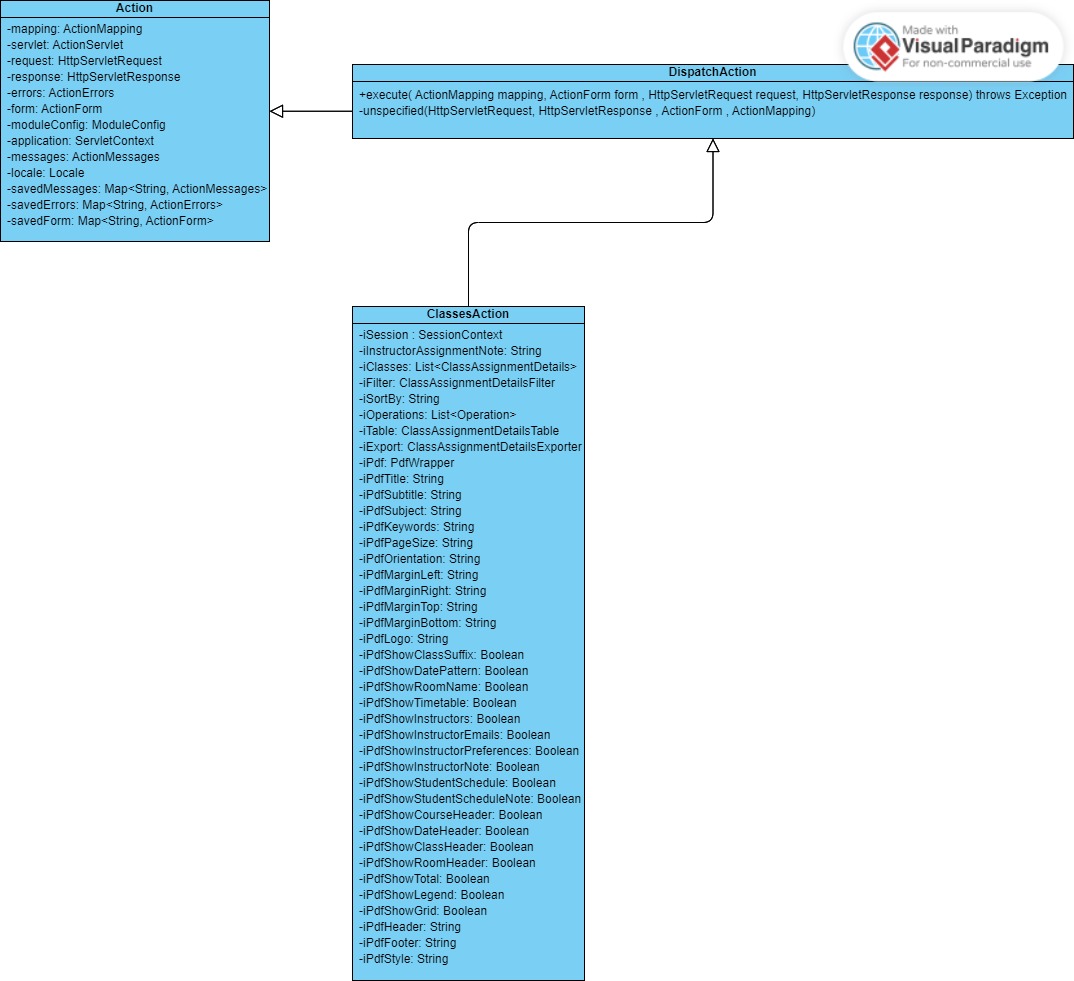 Action
-mapping: ActionMapping
-servlet: ActionServlet
-request: HttpServletRequest
-response: HttpServletResponse
-errors: ActionErrors
-form: ActionForm
-moduleConfig: ModuleConfig
-application: ServletContext
-messages: ActionMessages
-locale: Locale
-savedMessages: Map<String, ActionMessages>
-savedErrors: Map<String, ActionErrors>
-savedForm: Map<String, ActionForm>
Made with
Visual Paradigm
For non-commercial use
DispatchAction
+execute( ActionMapping mapping, ActionForm form , HttpServletRequest request, HttpServletResponse response) throws Exception
-unspecified(HttpServletRequest, HttpServletResponse , ActionForm , ActionMapping)
ClassesAction
-iSession : SessionContext
-iInstructorAssignmentNote: String
-iClasses: List<ClassAssignmentDetails>
-iFilter: ClassAssignmentDetailsFilter
-iSortBy: String
-iOperations: List<Operation>
-iTable: ClassAssignmentDetailsTable
-iExport: ClassAssignmentDetailsExporter
-iPdf: PdfWrapper
-iPdfTitle: String
-iPdfSubtitle: String
-iPdfSubject: String
-iPdfKeywords: String
-iPdfPageSize: String
-iPdfOrientation: String
-iPdfMarginLeft: String
-iPdfMarginRight: String
-iPdfMarginTop: String
-iPdfMarginBottom: String
-iPdfLogo: String
-iPdfShowClassSuffix: Boolean
-iPdfShowDatePattern: Boolean
-iPdfShowRoomName: Boolean
-iPdfShowTimetable: Boolean
-iPdfShowInstructors: Boolean
-iPdfShowInstructorEmails: Boolean
-iPdfShowInstructorPreferences: Boolean
-iPdfShowInstructorNote: Boolean
-iPdfShowStudentSchedule: Boolean
-iPdfShowStudentScheduleNote: Boolean
-iPdfShowCourseHeader: Boolean
-iPdfShowDateHeader: Boolean
-iPdfShowClassHeader: Boolean
-iPdfShowRoomHeader: Boolean
-iPdfShowTotal: Boolean
-iPdfShowLegend: Boolean
-iPdfShowGrid: Boolean
-iPdfHeader: String
-iPdfFooter: String
-iPdfStyle: String